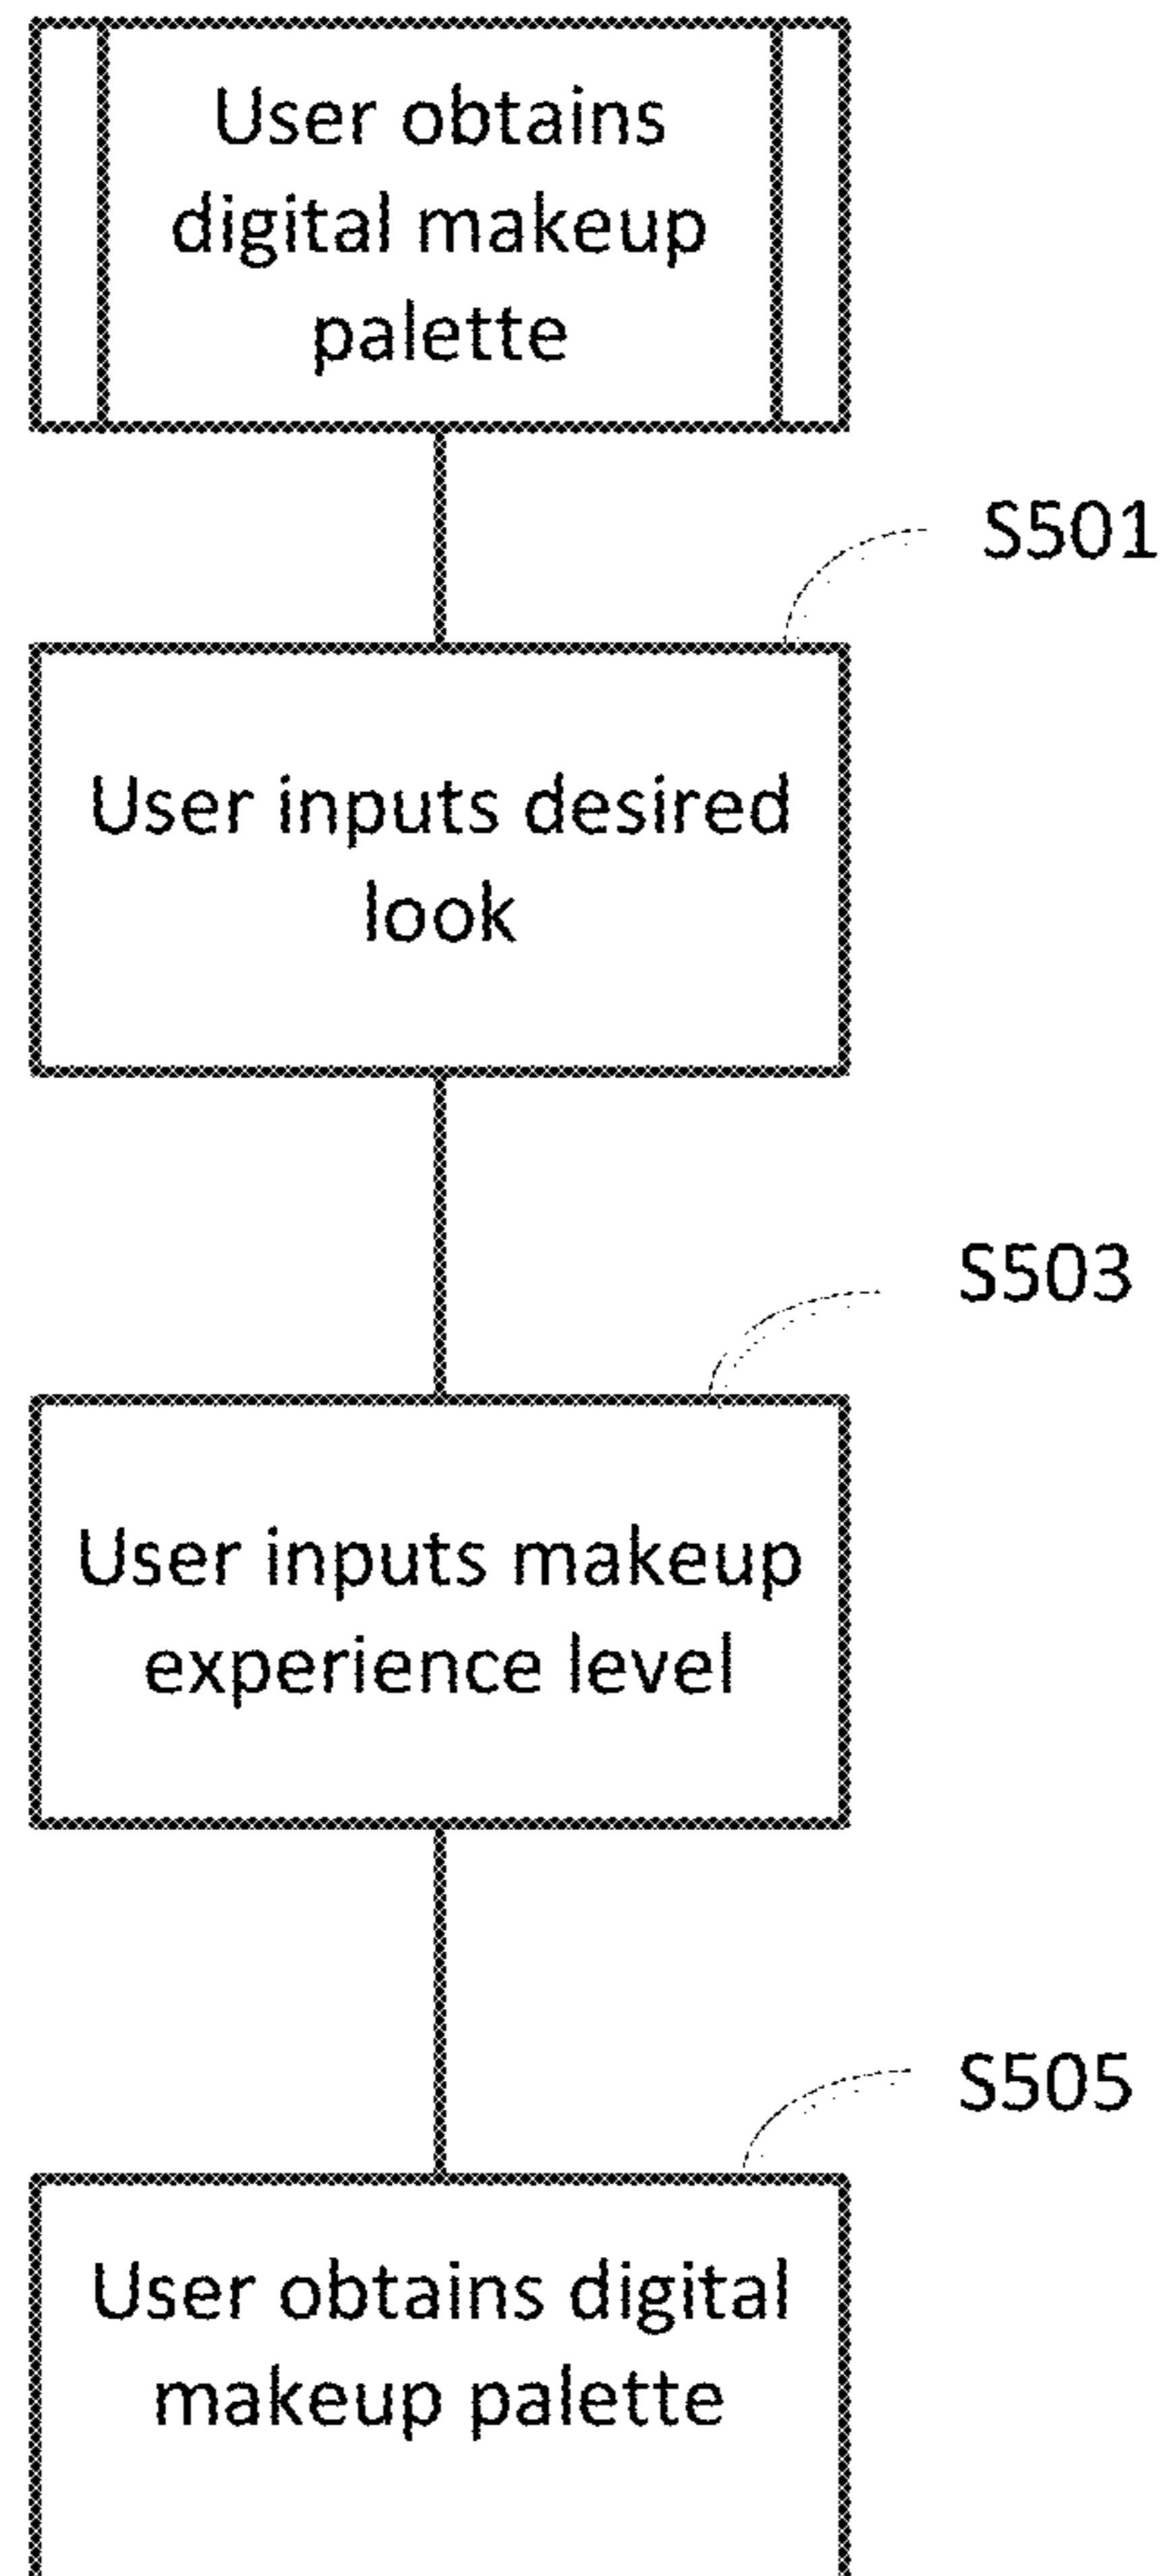 User obtains
digital makeup
palette
S501
User inputs desired
look
S503
User inputs makeup
experience level
S505
User obtains digital
makeup palette